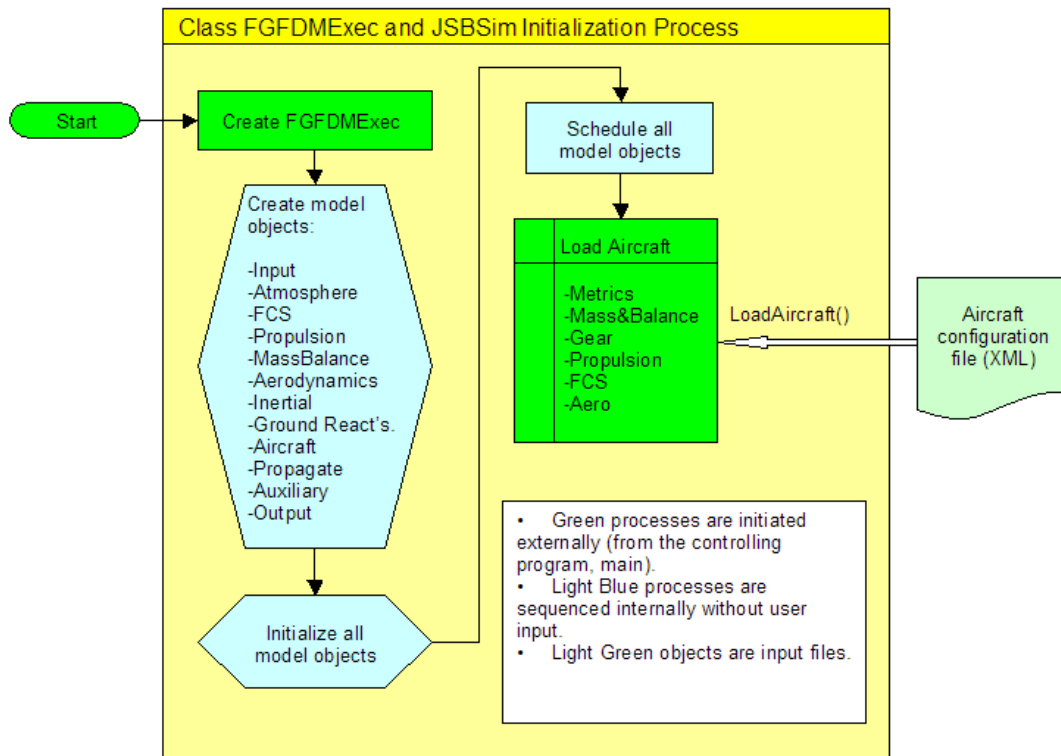 Class FGFDMExec and JSBSim Initialization Process
Start
Create FGFDMExec
Create model
objects:
-Input
-Atmosphere
-FCS
-Propulsion
-MassBalance
-Aerodynamics
-Inertial
-Ground React's.
-Aircraft
-Propagate
-Auxiliary
-Output
Initialize all
model objects
Schedule all
model objects
Load Aircraft
-Metrics
-Mass&Balance
-Gear
-Propulsion
-FCS
-Aero
LoadAircraft()
Aircraft
configuration
file (XML)
• Green processes are initiated
externally (from the controlling
program, main).
• Light Blue processes are
sequenced internally without user
input.
• Light Green objects are input files.